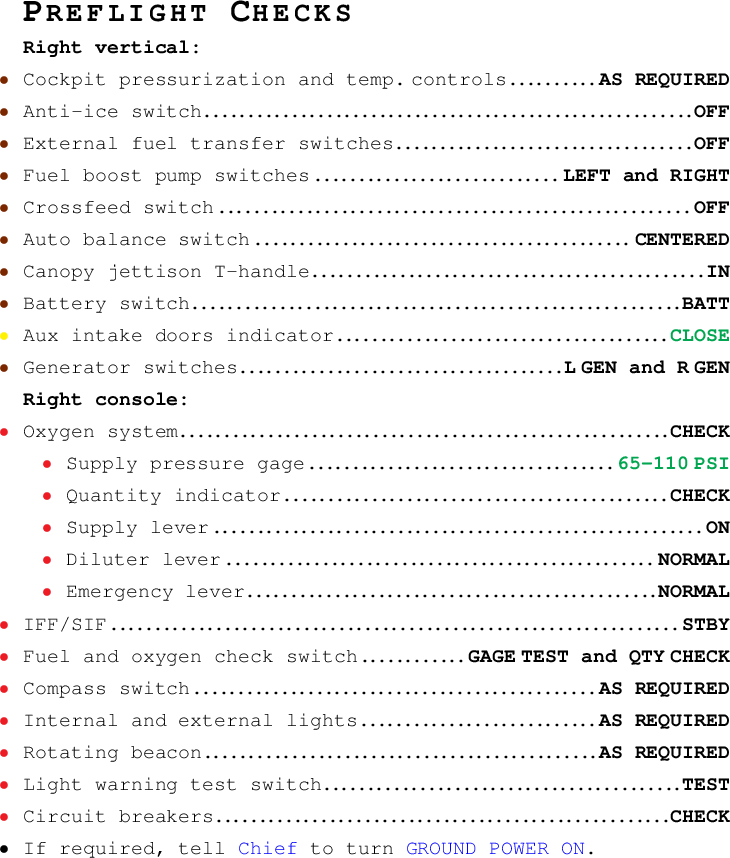 PREFLIGHT CHECKS
Right vertical:
● Cockpit pressurization and temp. controls..........AS REQUIRED
● Anti-ice switch.......................................................OFF
● External fuel transfer switches..................................OFF
● Fuel boost pump switches............................LEFT and RIGHT
● Crossfeed switch......................................................OFF
● Auto balance switch...........................................CENTERED
● Canopy jettison T-handle.............................................IN
● Battery switch........................................................BATT
● Aux intake doors indicator......................................CLOSE
● Generator switches.....................................L GEN and R GEN
Right console:
● Oxygen system........................................................CHECK
● Supply pressure gage...................................65-110 PSI
● Quantity indicator............................................CHECK
● Supply lever........................................................ON
● Diluter lever.................................................NORMAL
● Emergency lever...............................................NORMAL
● IFF/SIF.................................................................STBY
● Fuel and oxygen check switch............GAGE TEST and QTY CHECK
● Compass switch..............................................AS REQUIRED
● Internal and external lights...........................AS REQUIRED
● Rotating beacon.............................................AS REQUIRED
● Light warning test switch.........................................TEST
● Circuit breakers....................................................CHECK
● If required, tell Chief to turn GROUND POWER ON.